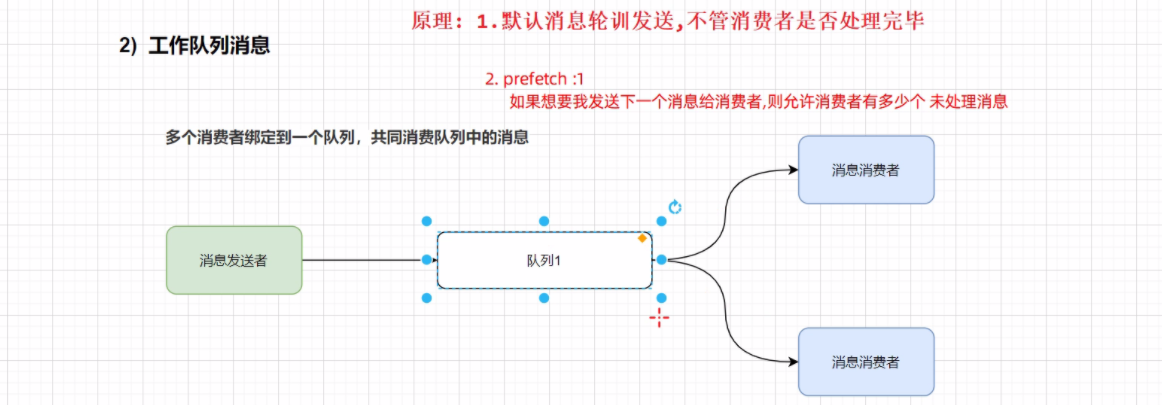 原理: 1.默认消息轮训发送,不管消费者是否处理完毕
2) 工作队列消息
2. prefetch :1
如果想要我发送下一个消息给消费者,则允许消费者有多少个 未处理消息
多个消费者绑定到一个队列，共同消费队列中的消息
消息消费者
消息发送者
队列1
消息消费者